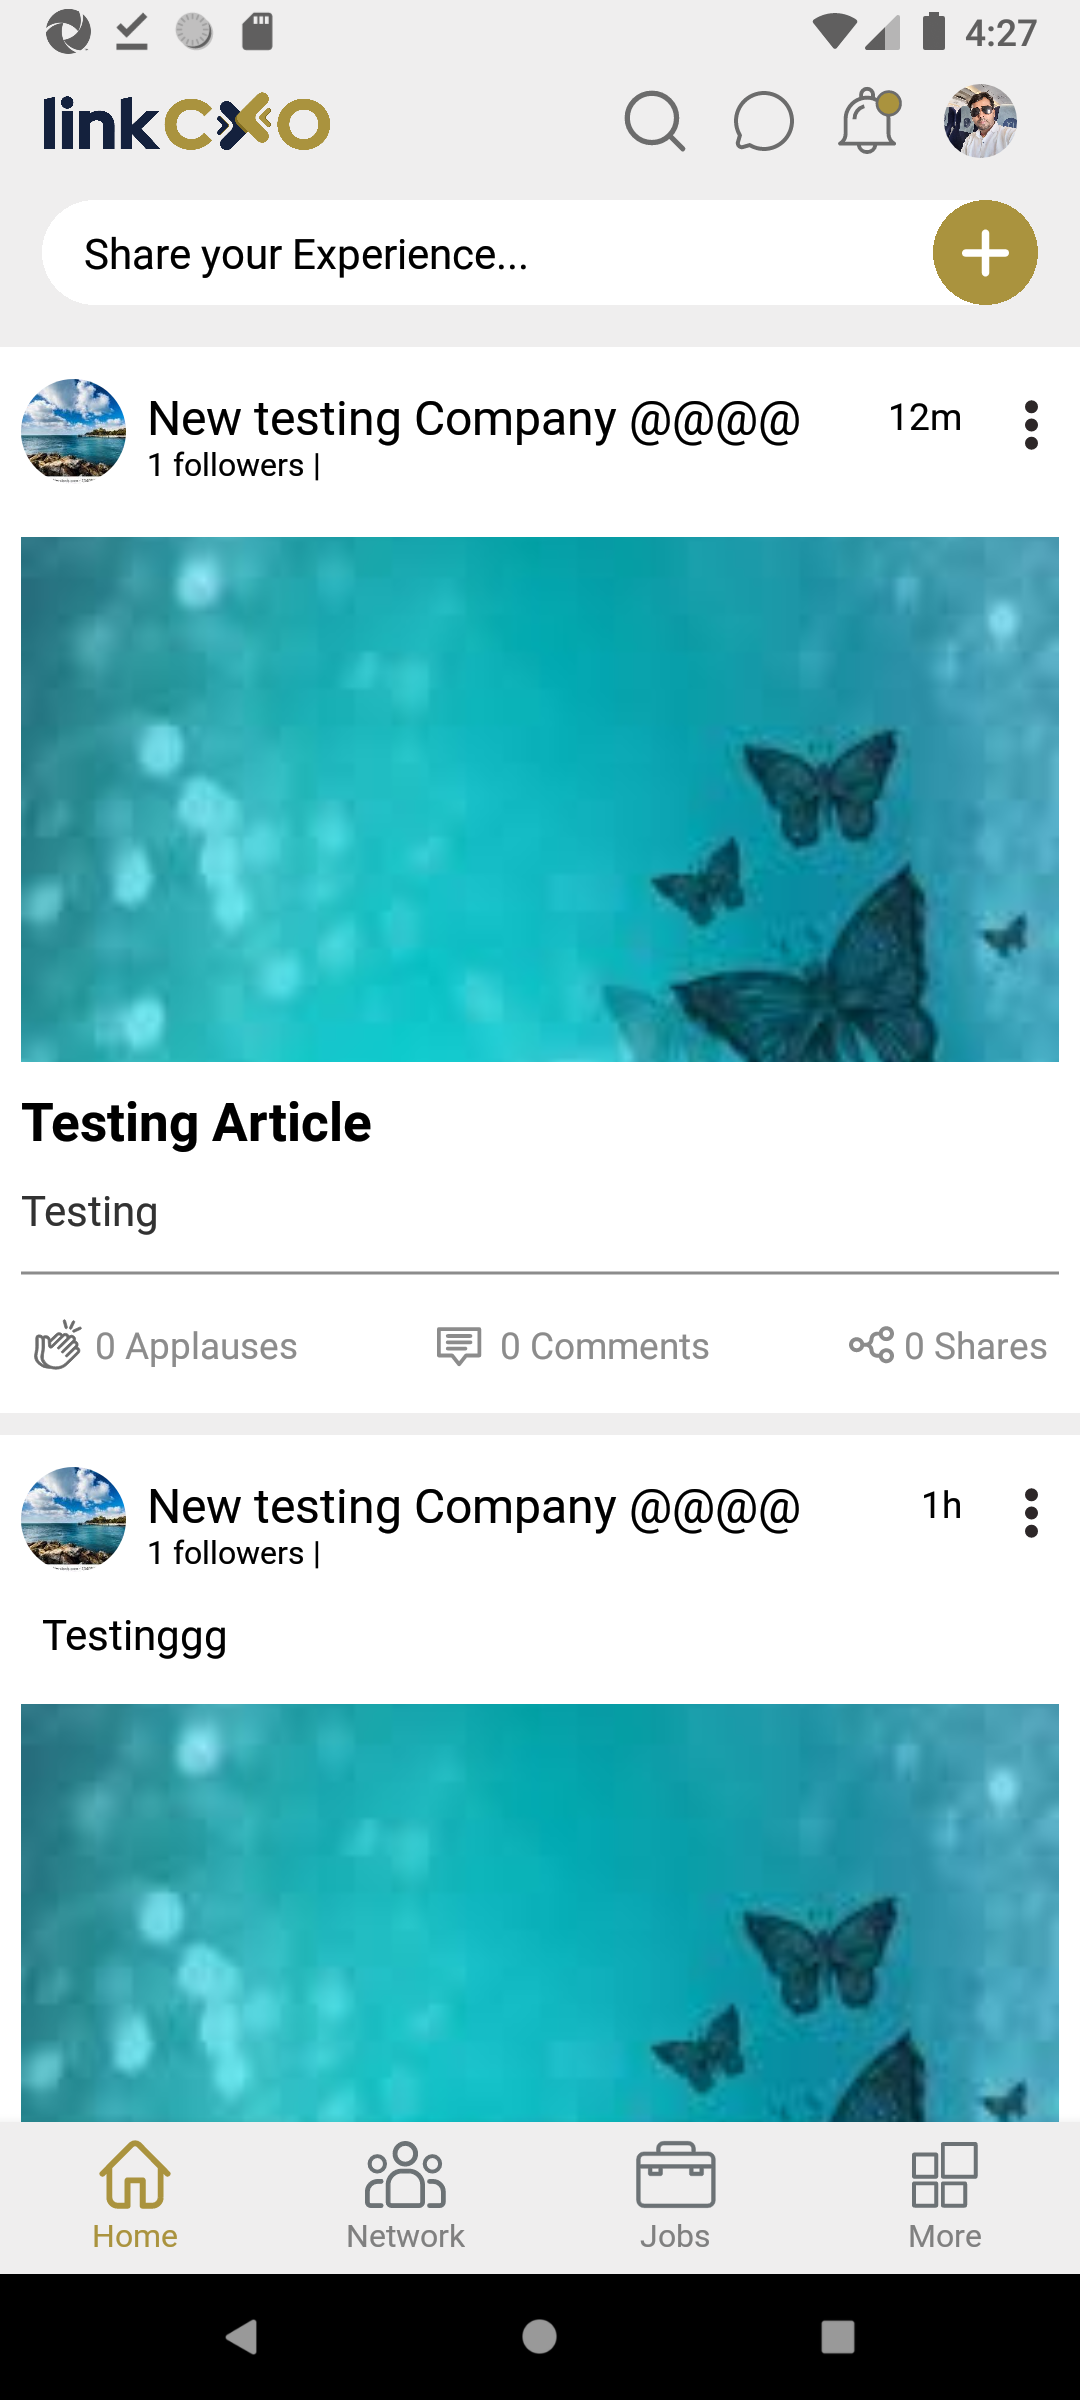 4:27
linkCXO
Share your Experience...
New testing Company @@@@ 12m
1 followers |
Testing Article
Testing
0 Applauses 0 Comments 0 Shares
New testing Company @@@@ 1h
1 followers |
Testinggg
Home Network Jobs More